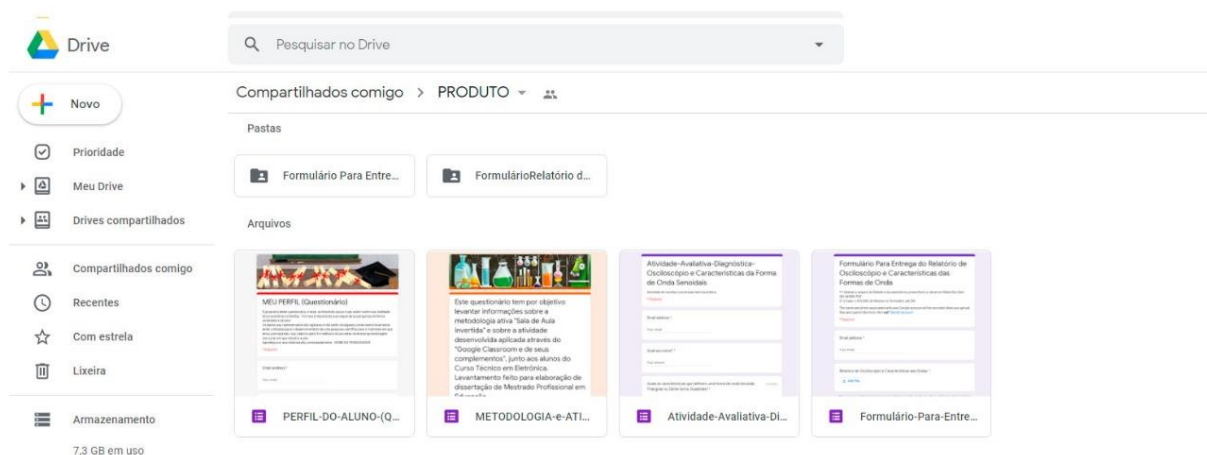 Drive
Pesquisar no Drive
Novo
Compartilhados comigo > PRODUTO
Prioridade
Meu Drive
Drives compartilhados
Compartilhados comigo
Recentes
Com estrela
Lixeira
Armazenamento
7.3 GB em uso
Pastas
Formulário Para Entre...
FormulárioRelatório d...
Arquivos
MEU PERFIL (Questionário)
PERFIL-DO-ALUNO-(Q...
Este questionário tem por objetivo
levantar informações sobre a
metodologia ativa "Sala de Aula
Invertida" e sobre a atividade
desenvolvida aplicada através do
"Google Classroom e de seus
complementos", junto aos alunos do
Curso Técnico em Eletrônica.
Levantamento feito para elaboração de
dissertação de Mestrado Profissional em
METODOLOGIA-e-ATI...
Atividade-Avaliativa-Diagnóstica-
Osciloscópio e Características da Forma
de Onda Senoidais
Email address *
Atividade-Avaliativa-Di...
Formulário Para Entrega do Relatório de
Osciloscópio e Características das
Formas de Onda
Email address *
Formulário-Para-Entre...